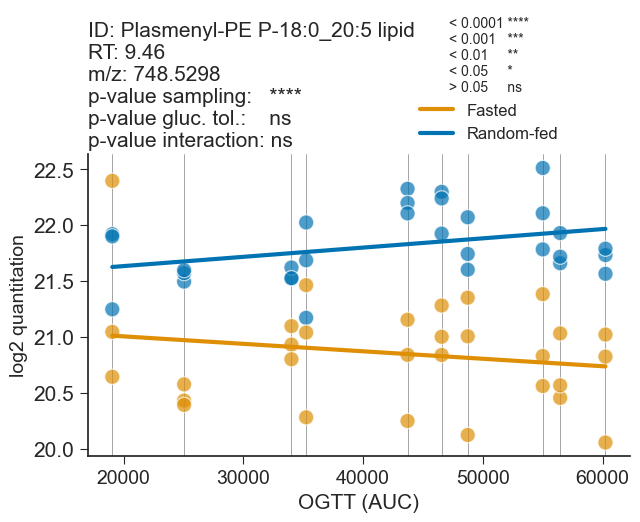 ID: Plasmenyl-PE P-18:0_20:5 lipid
RT: 9.46
m/z: 748.5298
p-value sampling: ****
p-value gluc. tol.: ns
p-value interaction: ns
< 0.0001 ****
< 0.001 ***
< 0.01 **
< 0.05 *
> 0.05 ns
Fasted
Random-fed
22.5
22.0
21.5
21.0
20.5
20.0
log2 quantitation
20000 30000 40000 50000 60000
OGTT (AUC)